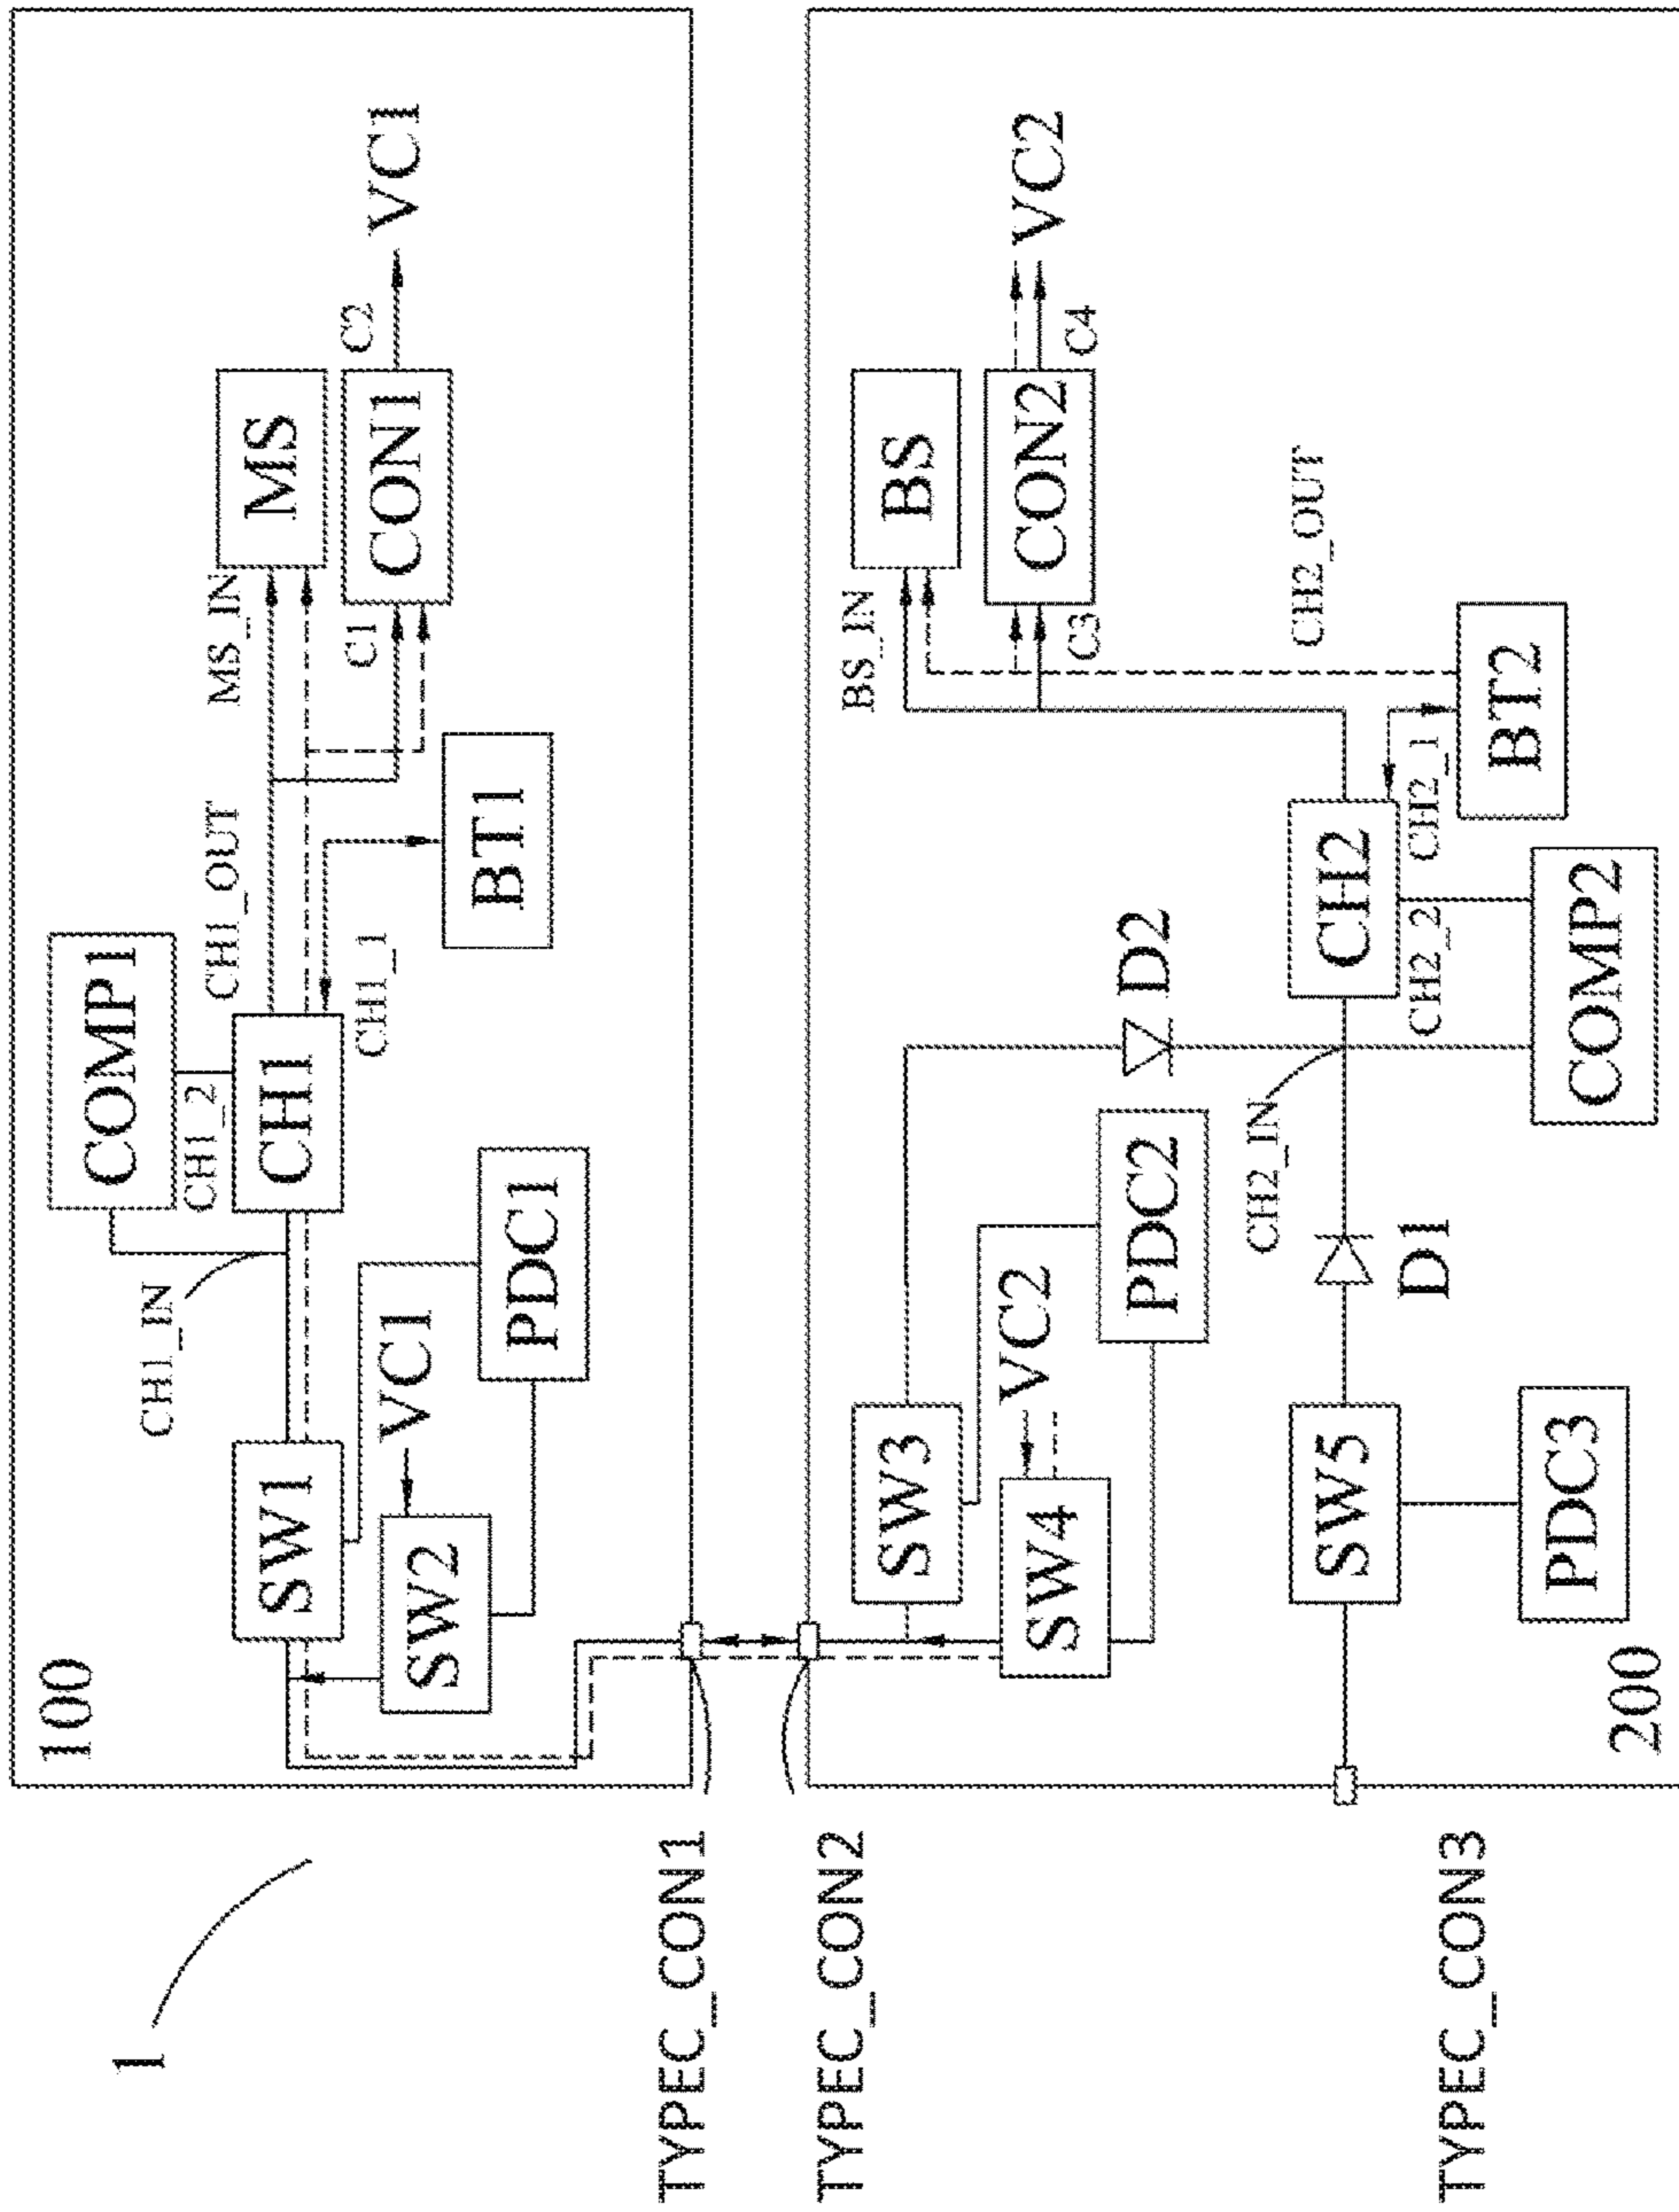 1
100
COMP1
CH1_2
CH1_IN
CH1_OUT
MS_IN
MS
SW1
CH1
C1
C2
CON1
VC1
CH1_1
VC1
SW2
BT1
PDC1
TYPEC_CON1
TYPEC_CON2
BS_IN
BS
SW3
D2
VC2
SW4
C3
CON2
VC2
C4
PDC2
CH2_IN
CH2_OUT
SW5
D1
CH2
CH2_1
CH2_2
BT2
PDC3
COMP2
TYPEC_CON3
200